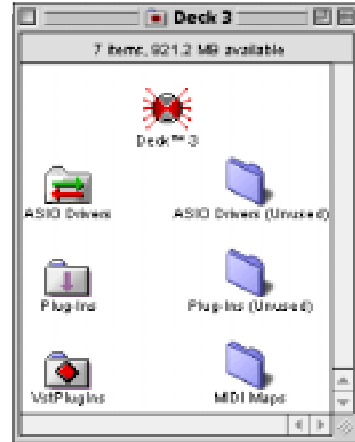 Deck 3
7 items, 821.2 MB available
Deck™ 3
ASIO Drivers
ASIO Drivers (Unused)
Plug-Ins
Plug-Ins (Unused)
VstPlugIns
MIDI Maps